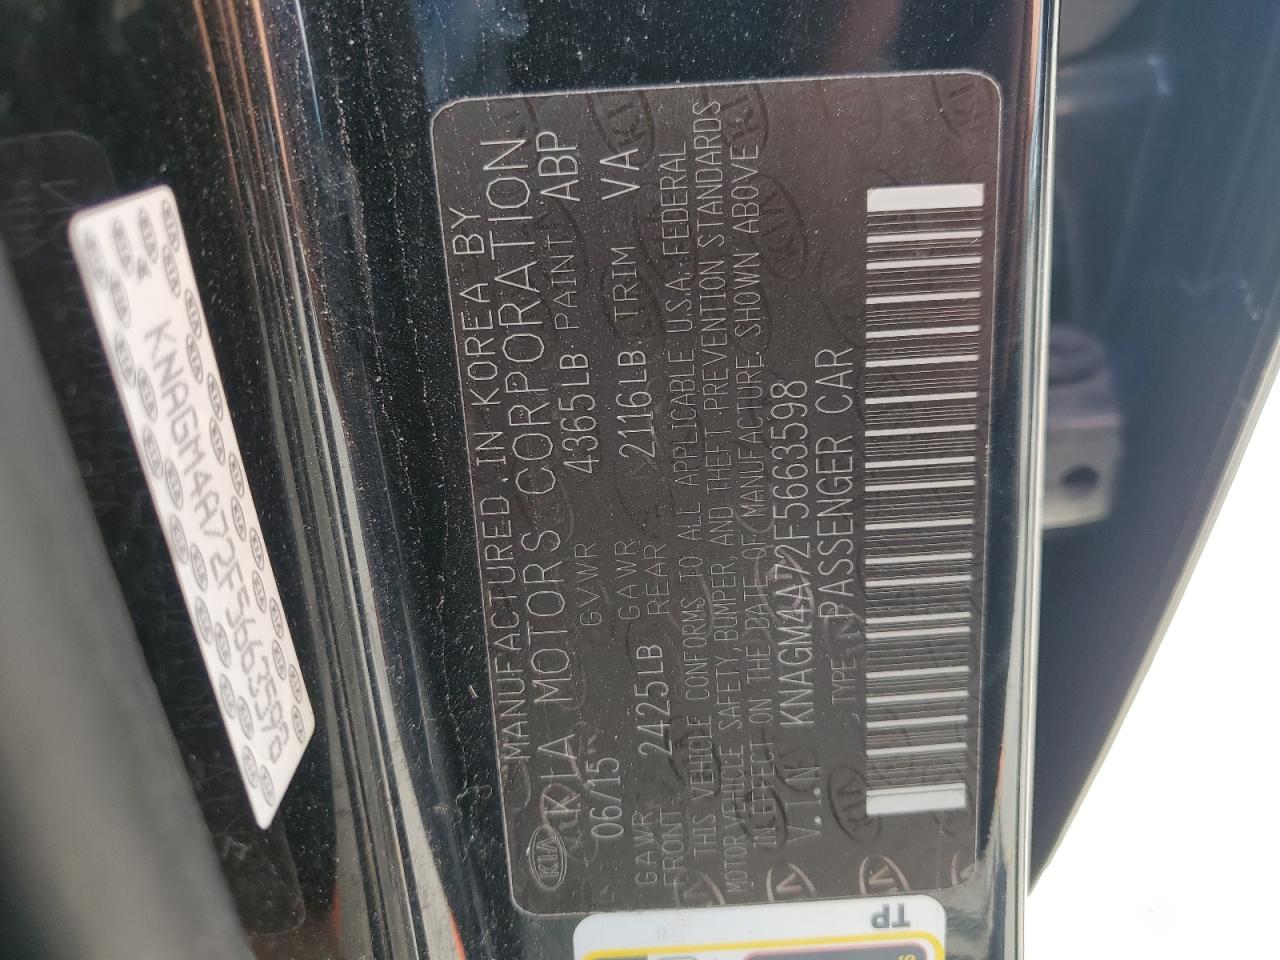 MANUFACTURED IN KOREA BY
KIA KIA MOTORS CORPORATION
06/15 GVWR 4365LB PAINT ABP
GAWR FRONT 2425LB GAWR REAR 2116LB TRIM VA
THIS VEHICLE CONFORMS TO ALL APPLICABLE U.S.A. FEDERAL
MOTOR VEHICLE SAFETY, BUMPER, AND THEFT PREVENTION STANDARDS
IN EFFECT ON THE DATE OF MANUFACTURE SHOWN ABOVE
V.I.N KNAGM4A72F5663598
TYPE PASSENGER CAR
KNAGM4A72F5663598
TP